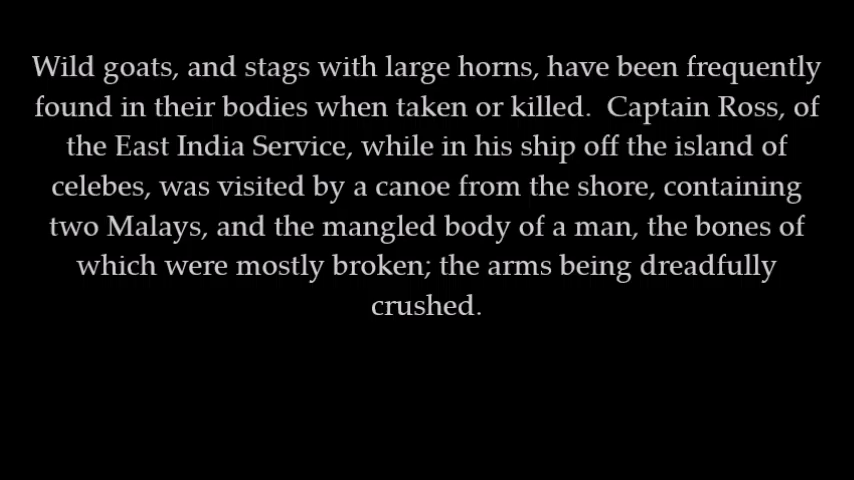 Wild goats, and stags with large horns, have been frequently
found in their bodies when taken or killed.  Captain Ross, of
the East India Service, while in his ship off the island of
celebes, was visited by a canoe from the shore, containing
two Malays, and the mangled body of a man, the bones of
which were mostly broken; the arms being dreadfully
crushed.